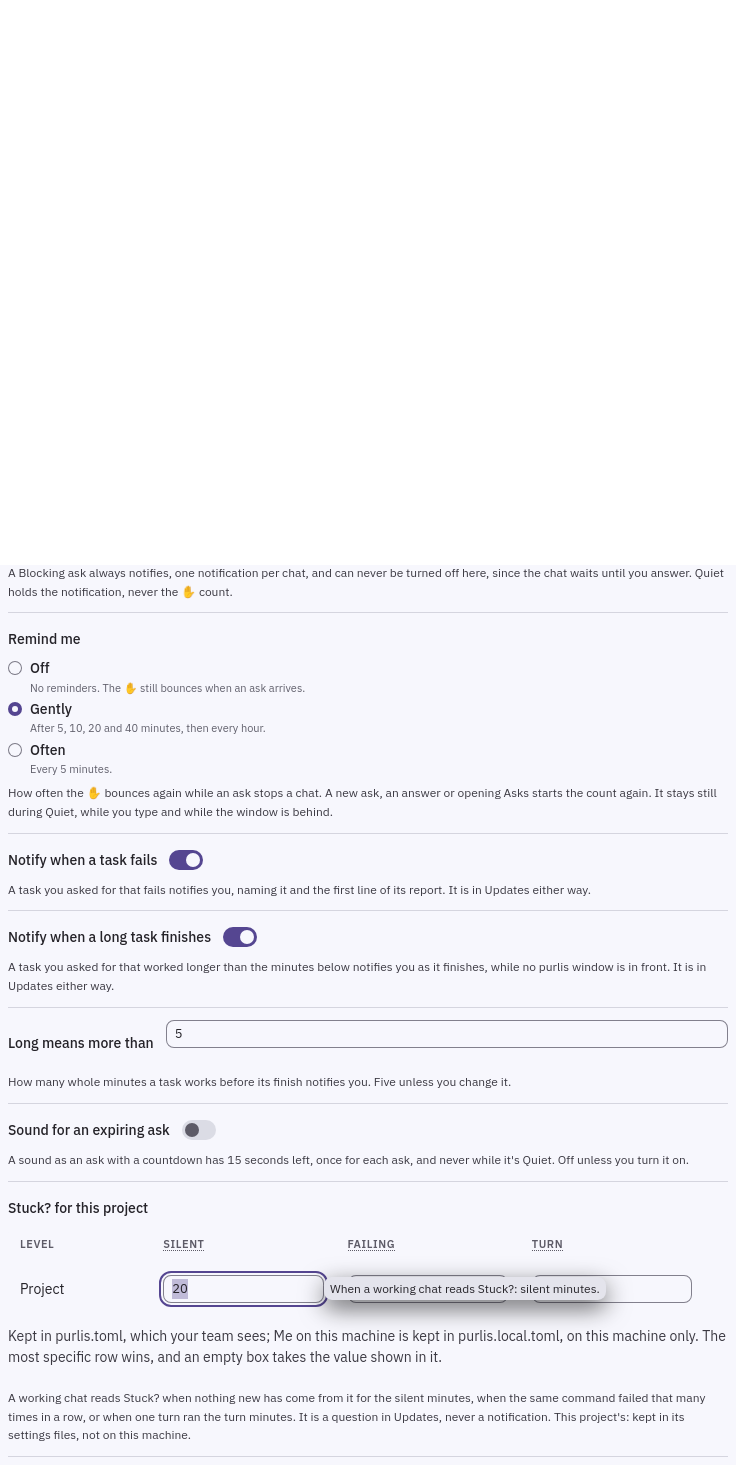 A Blocking ask always notifies, one notification per chat, and can never be turned off here, since the chat waits until you answer. Quiet
holds the notification, never the ✋ count.
Remind me
Off
No reminders. The ✋ still bounces when an ask arrives.
Gently
After 5, 10, 20 and 40 minutes, then every hour.
Often
Every 5 minutes.
How often the ✋ bounces again while an ask stops a chat. A new ask, an answer or opening Asks starts the count again. It stays still
during Quiet, while you type and while the window is behind.
Notify when a task fails
A task you asked for that fails notifies you, naming it and the first line of its report. It is in Updates either way.
Notify when a long task finishes
A task you asked for that worked longer than the minutes below notifies you as it finishes, while no purlis window is in front. It is in
Updates either way.
Long means more than 5
How many whole minutes a task works before its finish notifies you. Five unless you change it.
Sound for an expiring ask
A sound as an ask with a countdown has 15 seconds left, once for each ask, and never while it's Quiet. Off unless you turn it on.
Stuck? for this project
LEVEL SILENT FAILING TURN
Project 20 When a working chat reads Stuck?: silent minutes.
Kept in purlis.toml, which your team sees; Me on this machine is kept in purlis.local.toml, on this machine only. The
most specific row wins, and an empty box takes the value shown in it.
A working chat reads Stuck? when nothing new has come from it for the silent minutes, when the same command failed that many
times in a row, or when one turn ran the turn minutes. It is a question in Updates, never a notification. This project's: kept in its
settings files, not on this machine.